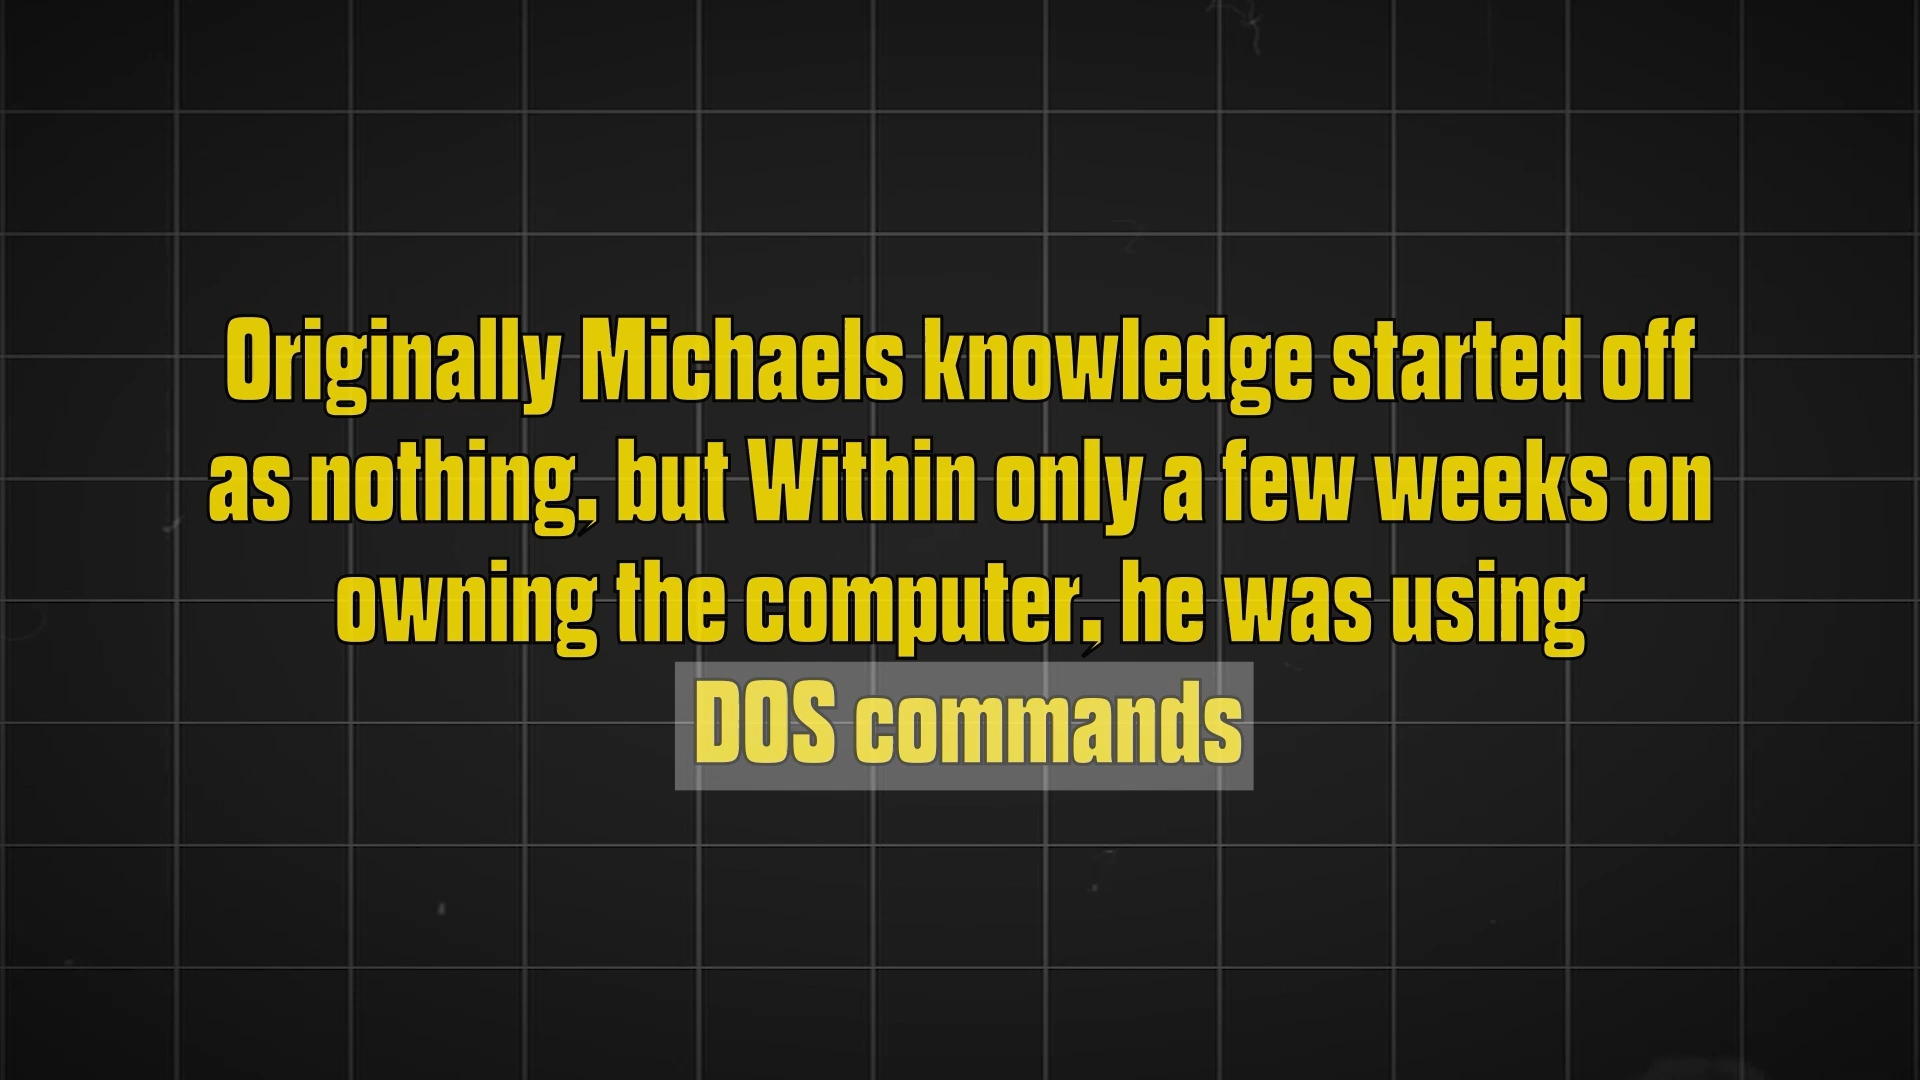 Originally Michaels knowledge started off
as nothing, but Within only a few weeks on
owning the computer, he was using
DOS commands